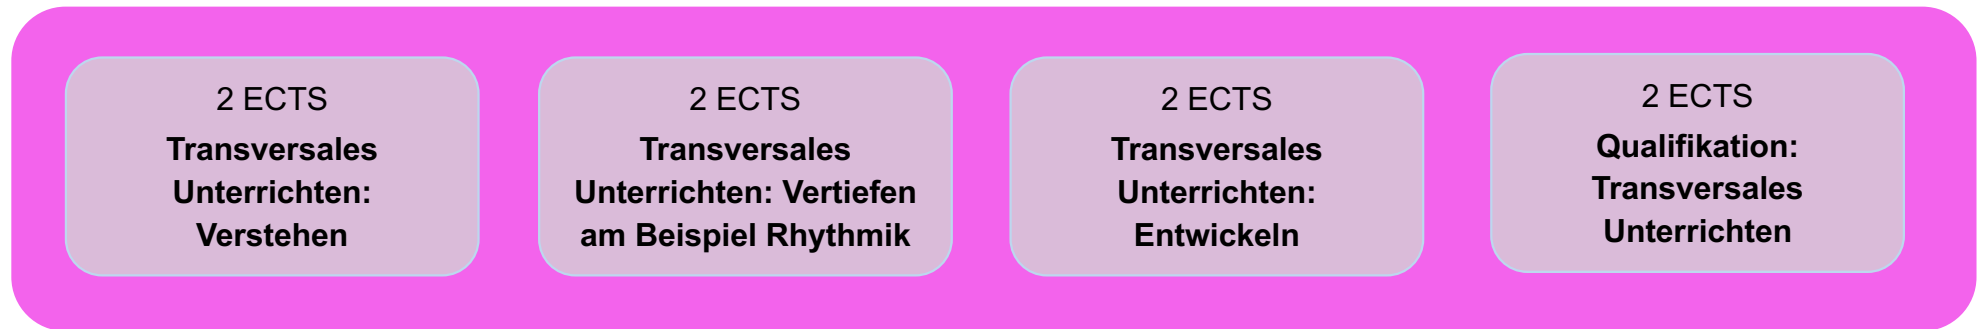 2 ECTS
Transversales
Unterrichten:
Verstehen
2 ECTS
Transversales
Unterrichten: Vertiefen
am Beispiel Rhythmik
2 ECTS
Transversales
Unterrichten:
Entwickeln
2 ECTS
Qualifikation:
Transversales
Unterrichten